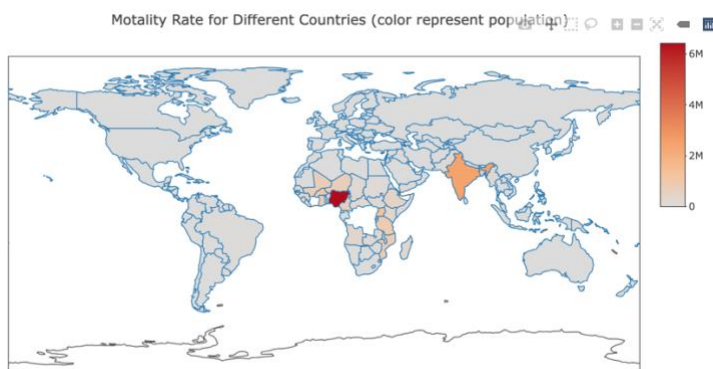 Motality Rate for Different Countries (color represent population)
6M
4M
2M
0